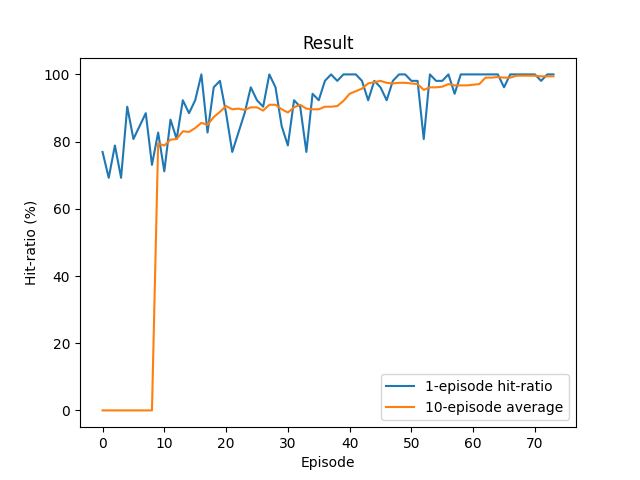 Result
Hit-ratio (%)
100
80
60
40
20
0
1-episode hit-ratio
10-episode average
0 10 20 30 40 50 60 70
Episode